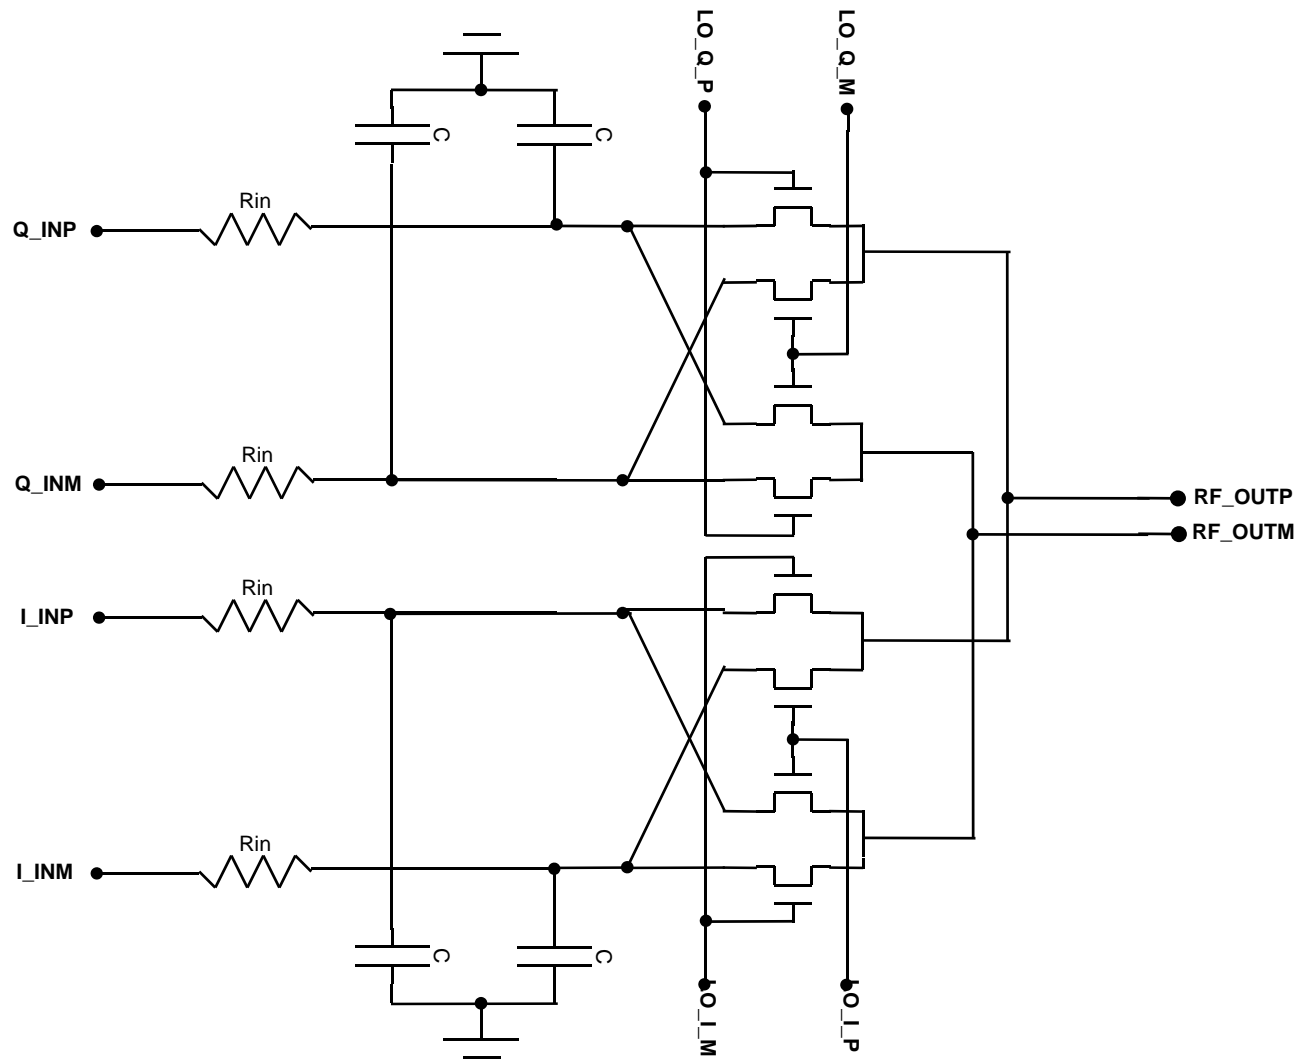 LO_Q_P
LO_Q_M
C
C
Rin
Q_INP
Rin
Q_INM
RF_OUTP
RF_OUTM
Rin
I_INP
Rin
I_INM
C
C
LO_I_M
LO_I_P